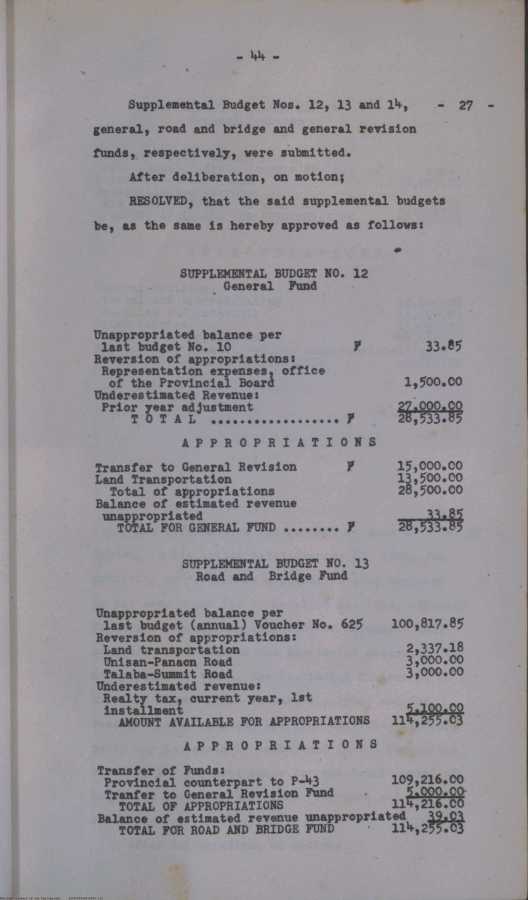 - 44 -
Supplemental Budget Nos. 12, 13 and 14, - 27 -
general, road and bridge and general revision
funds, respectively, were submitted.
After deliberation, on motion;
RESOLVED, that the said supplemental budgets
be, as the same is hereby approved as follows:
SUPPLEMENTAL BUDGET NO. 12
General Fund
Unappropriated balance per
last budget No. 10 ₱ 33.85
Reversion of appropriations:
Representation expenses, office
of the Provincial Board 1,500.00
Underestimated Revenue:
Prior year adjustment 27,000.00
T O T A L .................. ₱ 28,533.85
A P P R O P R I A T I O N S
Transfer to General Revision ₱ 15,000.00
Land Transportation 13,500.00
Total of appropriations 28,500.00
Balance of estimated revenue
unappropriated 33.85
TOTAL FOR GENERAL FUND ........ ₱ 28,533.85
SUPPLEMENTAL BUDGET NO. 13
Road and Bridge Fund
Unappropriated balance per
last budget (annual) Voucher No. 625 100,817.85
Reversion of appropriations:
Land transportation 2,337.18
Unisan-Panaon Road 3,000.00
Talaba-Summit Road 3,000.00
Underestimated revenue:
Realty tax, current year, 1st
installment 5,100.00
AMOUNT AVAILABLE FOR APPROPRIATIONS 114,255.03
A P P R O P R I A T I O N S
Transfer of Funds:
Provincial counterpart to P-43 109,216.00
Tranfer to General Revision Fund 5,000.00
TOTAL OF APPROPRIATIONS 114,216.00
Balance of estimated revenue unappropriated 39.03
TOTAL FOR ROAD AND BRIDGE FUND 114,255.03